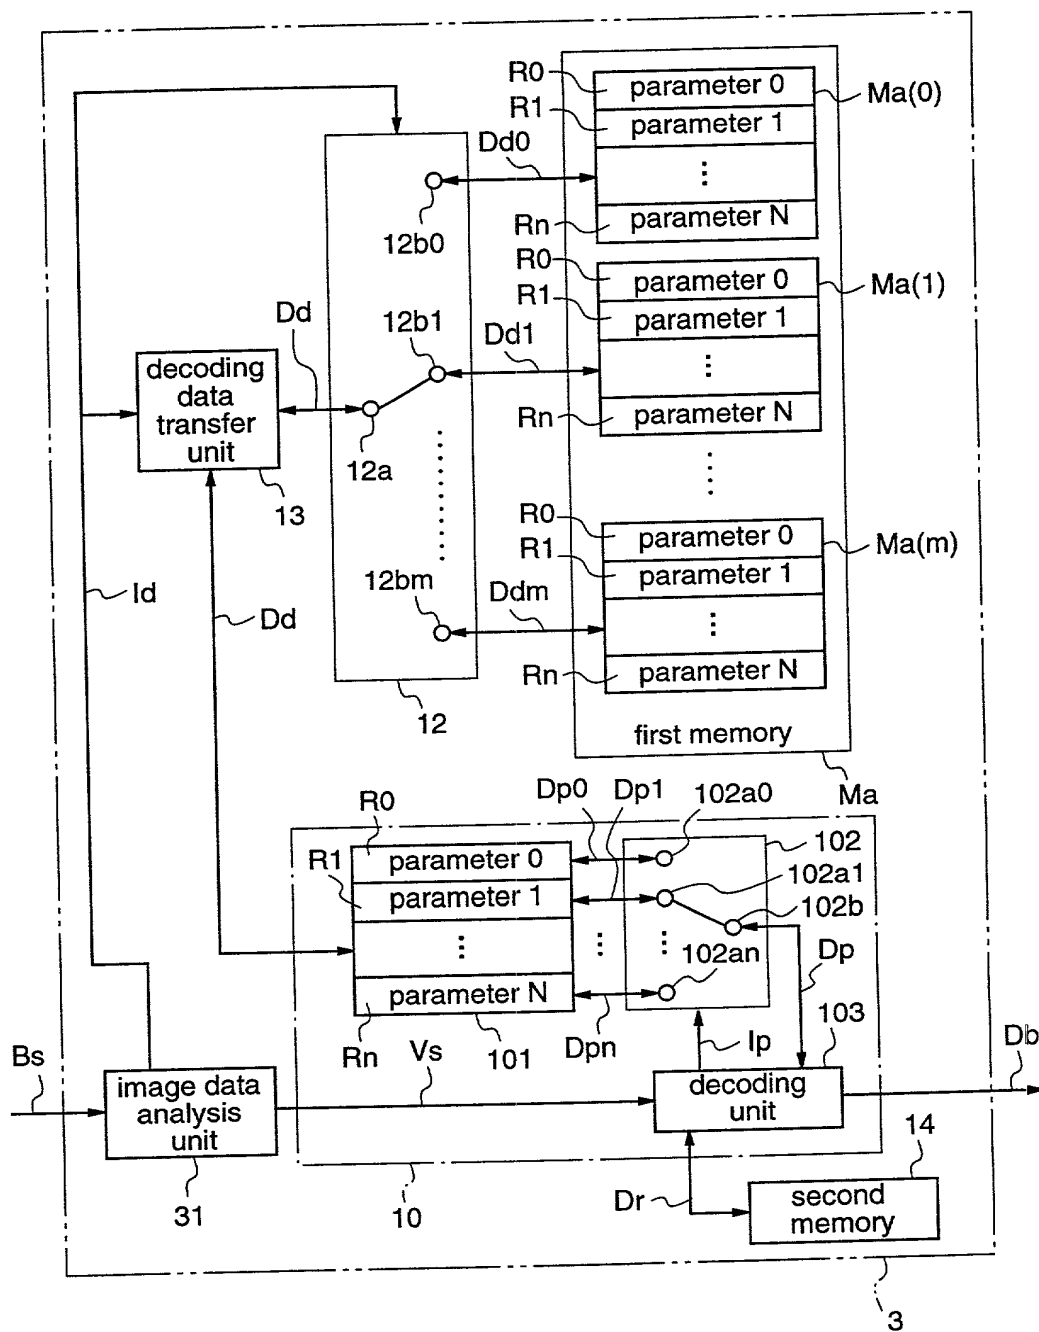 R0
parameter 0
Ma(0)
R1
parameter 1
Dd0
Rn
parameter N
12b0
R0
parameter 0
Ma(1)
R1
parameter 1
Dd
12b1
Dd1
decoding
data
transfer
unit
Rn
parameter N
12a
13
R0
parameter 0
Ma(m)
R1
parameter 1
Id
Dd
12bm
Ddm
Rn
parameter N
12
first memory
Ma
R0
Dp0
Dp1
102a0
102
R1
parameter 0
parameter 1
102a1
102b
102an
Dp
parameter N
Rn
101
Dpn
Ip
103
Vs
Bs
Db
image data
analysis
unit
decoding
unit
31
10
14
Dr
second
memory
3